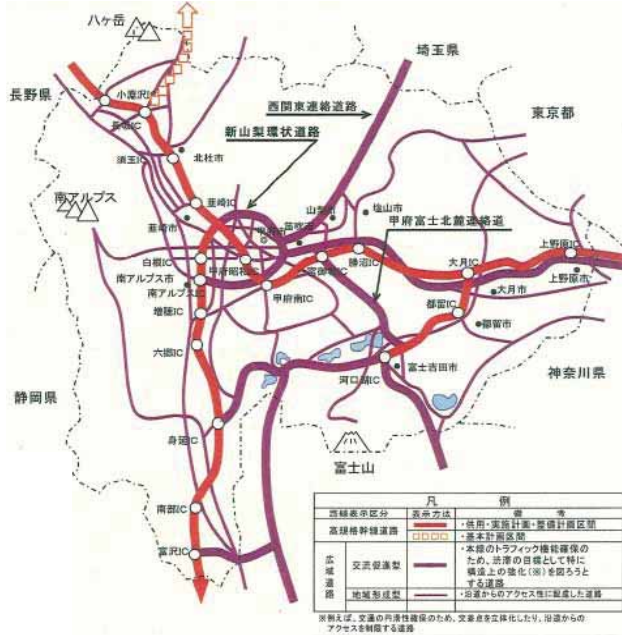 八ヶ岳
埼玉県
長野県
小淵沢IC
西関東連絡道路
東京都
長坂IC
新山梨環状道路
須玉IC
北杜市
南アルプス
韮崎IC
山梨市
塩山市
甲府富士北麓連絡道
韮崎市
笛吹市
甲府市
上野原IC
白根IC
甲府昭和IC
一宮御坂IC
勝沼IC
大月IC
上野原市
南アルプス市
南アルプスIC
甲府南IC
大月市
増穂IC
都留IC
都留市
六郷IC
神奈川県
河口湖IC
富士吉田市
静岡県
身延IC
富士山
南部IC
富沢IC
凡 例
路線表示区分
表示方法
備 考
高規格幹線道路
・供用・実施計画・整備計画区間
・基本計画区間
広域道路
交流促進型
・本線のトラフィック機能確保の
ため、渋滞の目標として特に
構造上の強化(※)を図ろうと
する道路
地域形成型
・沿道からのアクセス性に配慮した道路
※例えば、交通の円滑性確保のため、交差点を立体化したり、沿道からの
アクセスを制限する道路